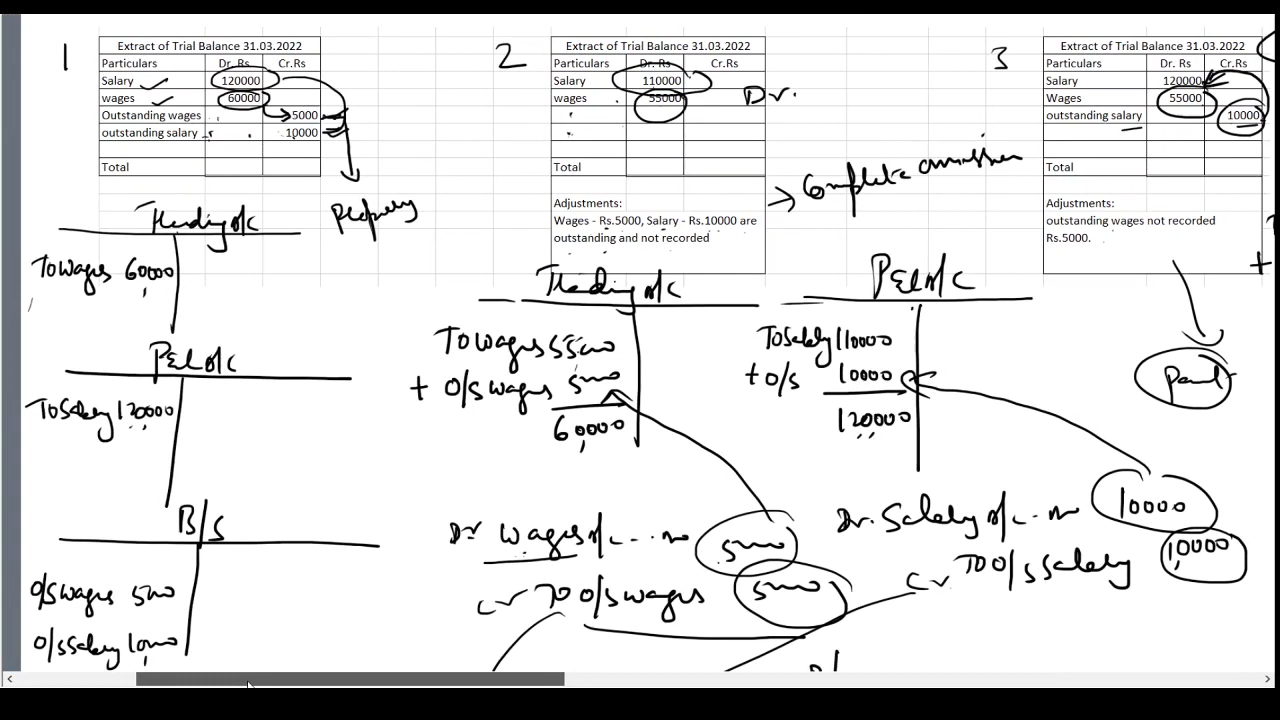 1
Extract of Trial Balance 31.03.2022
Particulars Dr. Rs Cr.Rs
Salary 120000
wages 60000
Outstanding wages 5000
outstanding salary 10000
Total
Properly
Trading A/C
To Wages 60000
P&L A/C
To Salary 120000
B/S
O/S wages 5000
O/S Salary 10000
2
Extract of Trial Balance 31.03.2022
Particulars Dr. Rs Cr.Rs
Salary 110000
wages 55000
Dr.
Total
Adjustments:
Wages - Rs.5000, Salary - Rs.10000 are
outstanding and not recorded
→ Complete omission
Trading A/C
To Wages 55000
+ O/S wages 5000
60000
P&L A/C
To Salary 110000
+ O/S 10000
120000
Dr Wages A/C 5000
Cr To O/S wages 5000
Dr. Salary A/C 10000
Cr To O/S Salary 10,000
3
Extract of Trial Balance 31.03.2022
Particulars Dr. Rs Cr.Rs
Salary 120000
Wages 55000
outstanding salary 10000
Total
Adjustments:
outstanding wages not recorded
Rs.5000.
+